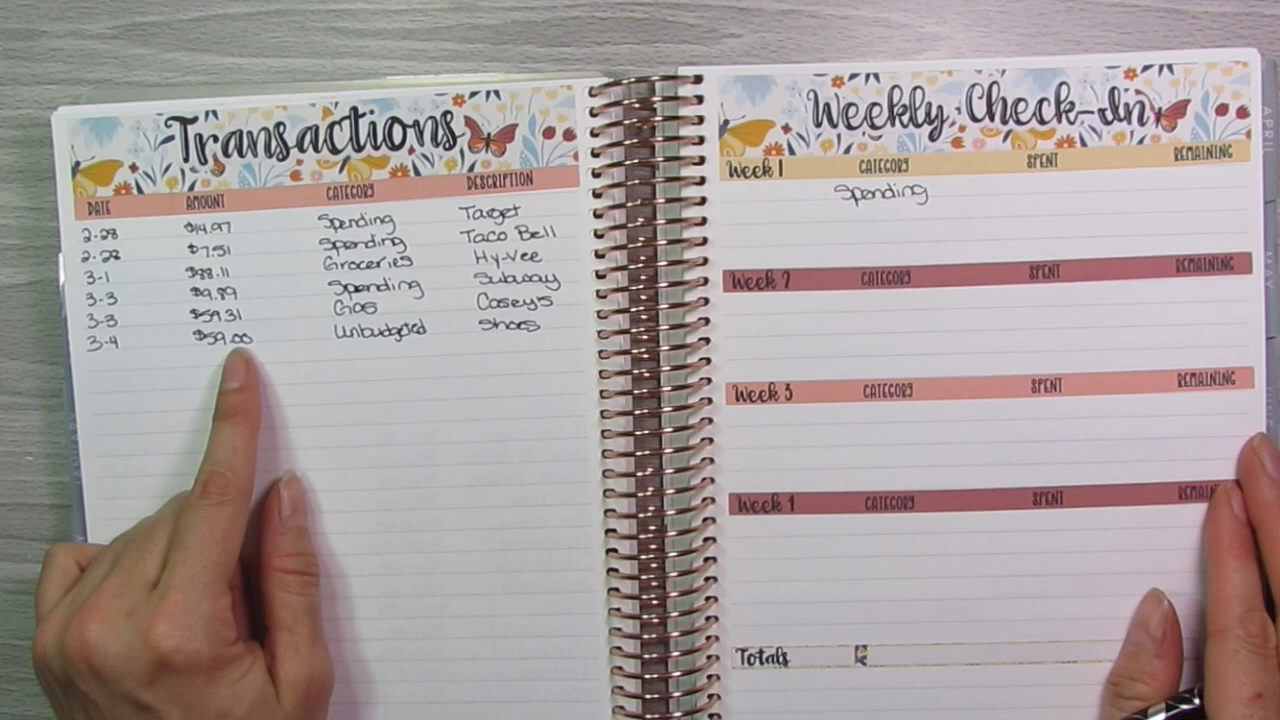 Transactions
DATE AMOUNT CATEGORY DESCRIPTION
2-28 $14.97 Spending Target
2-28 $7.51 Spending Taco Bell
3-1 $88.11 Groceries Hy-Vee
3-3 $9.89 Spending Subway
3-3 $59.31 Gas Casey's
3-4 $59.00 Unbudgeted Shoes
Weekly Check-In
Week 1 CATEGORY SPENT REMAINING
Spending
Week 2 CATEGORY SPENT REMAINING
Week 3 CATEGORY SPENT REMAINING
Week 4 CATEGORY SPENT
Totals
APRIL